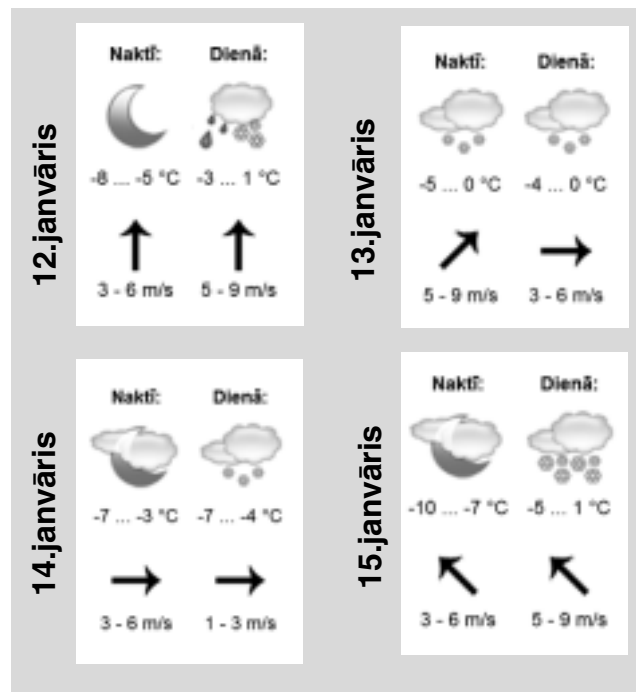 12.janvāris
Naktī: Dienā:
-8 ... -5 °C -3 ... 1 °C
3 - 6 m/s 5 - 9 m/s
13.janvāris
Naktī: Dienā:
-5 ... 0 °C -4 ... 0 °C
5 - 9 m/s 3 - 6 m/s
14.janvāris
Naktī: Dienā:
-7 ... -3 °C -7 ... -4 °C
3 - 6 m/s 1 - 3 m/s
15.janvāris
Naktī: Dienā:
-10 ... -7 °C -5 ... 1 °C
3 - 6 m/s 5 - 9 m/s